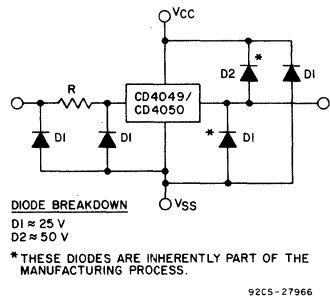 VCC
*
D2
D1
R
CD4049/
CD4050
D1
D1
*
D1
DIODE BREAKDOWN
D1 ≈ 25 V
D2 ≈ 50 V
VSS
* THESE DIODES ARE INHERENTLY PART OF THE
MANUFACTURING PROCESS.
92CS-27966